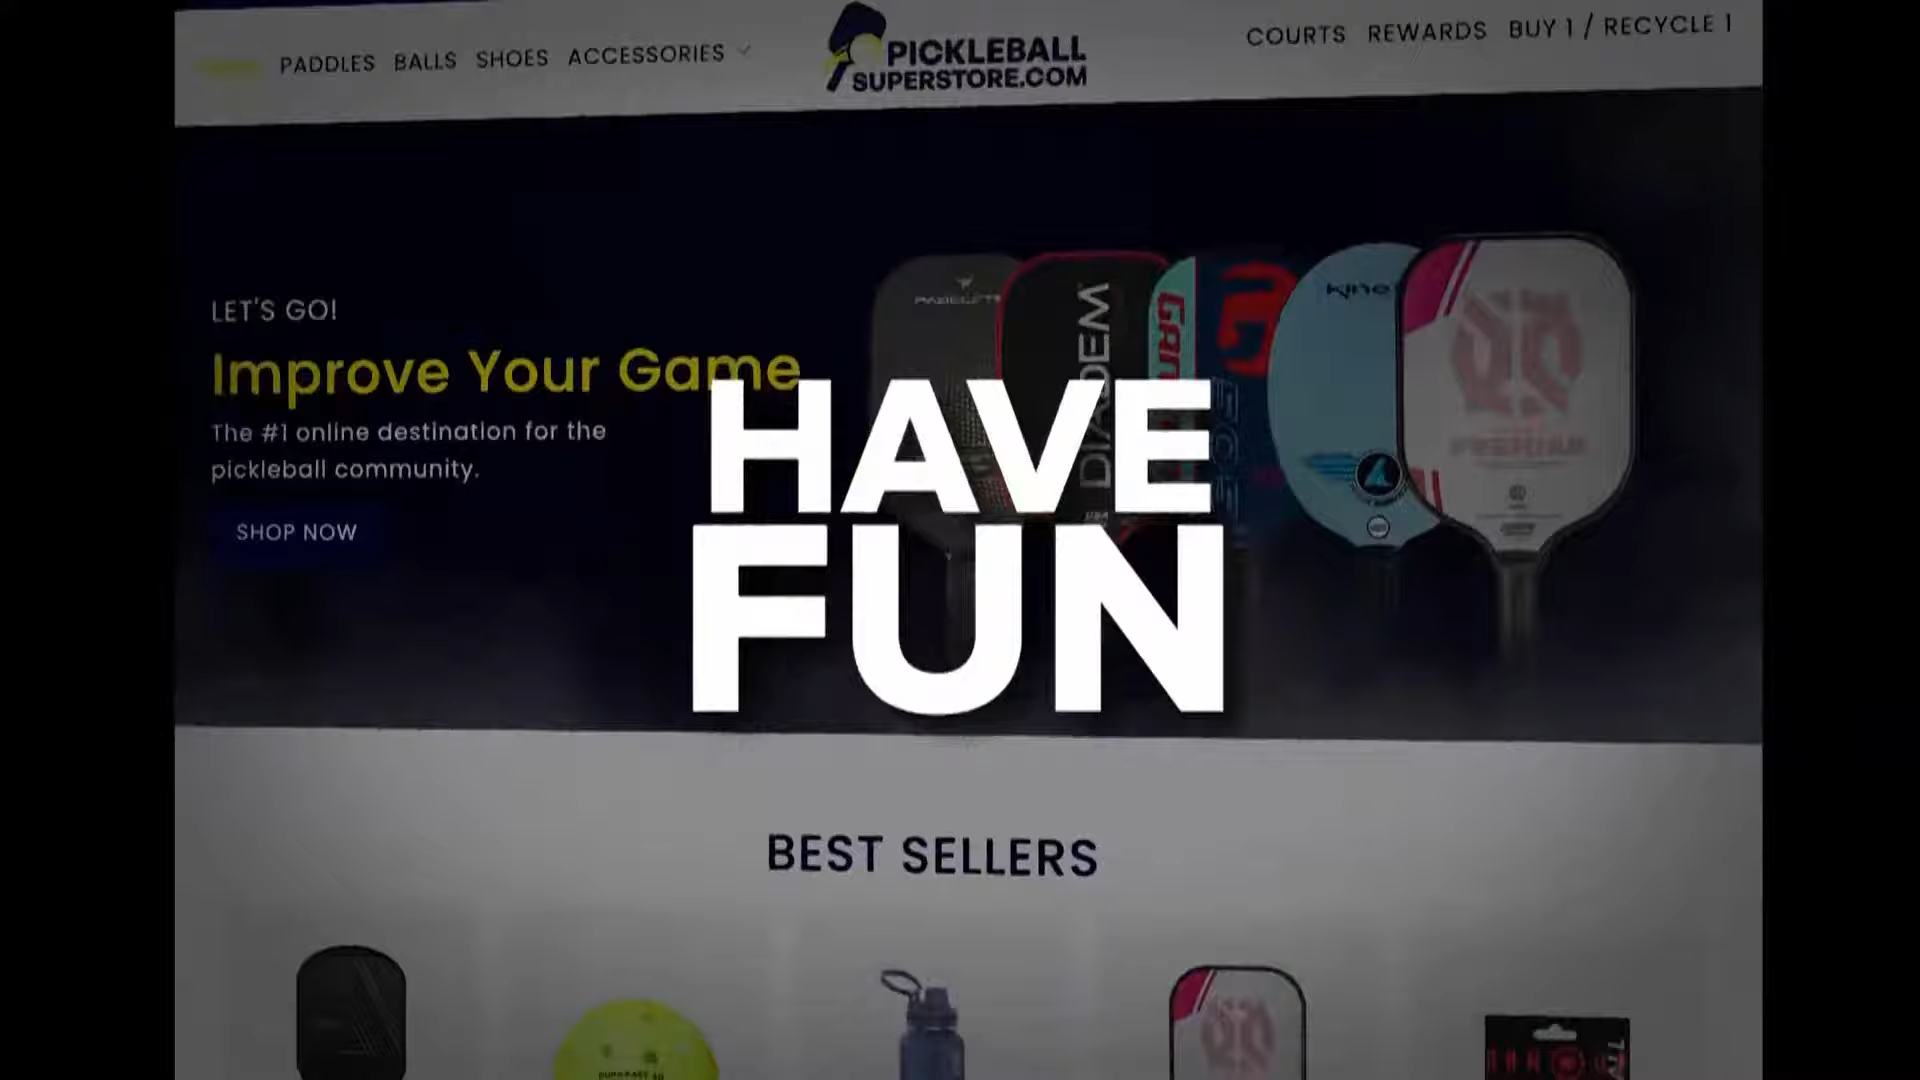 PADDLES BALLS SHOES ACCESSORIES
PICKLEBALL
SUPERSTORE.COM
COURTS REWARDS BUY 1 / RECYCLE 1
LET'S GO!
Improve Your Game
The #1 online destination for the
pickleball community.
SHOP NOW
DIADEM
HAVE
FUN
BEST SELLERS